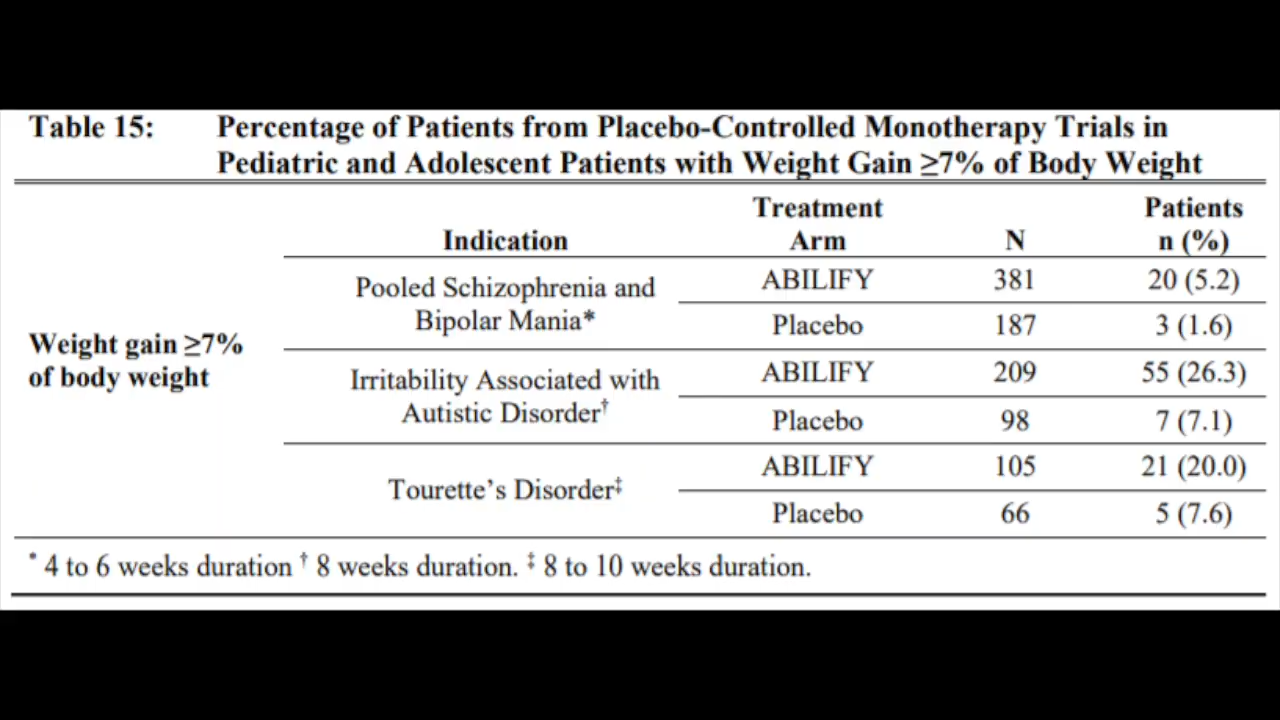 Table 15: Percentage of Patients from Placebo-Controlled Monotherapy Trials in
Pediatric and Adolescent Patients with Weight Gain ≥7% of Body Weight
Treatment Patients
Indication Arm N n (%)
Pooled Schizophrenia and
Bipolar Mania*
ABILIFY 381 20 (5.2)
Placebo 187 3 (1.6)
Weight gain ≥7%
of body weight
Irritability Associated with
Autistic Disorder†
ABILIFY 209 55 (26.3)
Placebo 98 7 (7.1)
Tourette's Disorder‡
ABILIFY 105 21 (20.0)
Placebo 66 5 (7.6)
* 4 to 6 weeks duration † 8 weeks duration. ‡ 8 to 10 weeks duration.